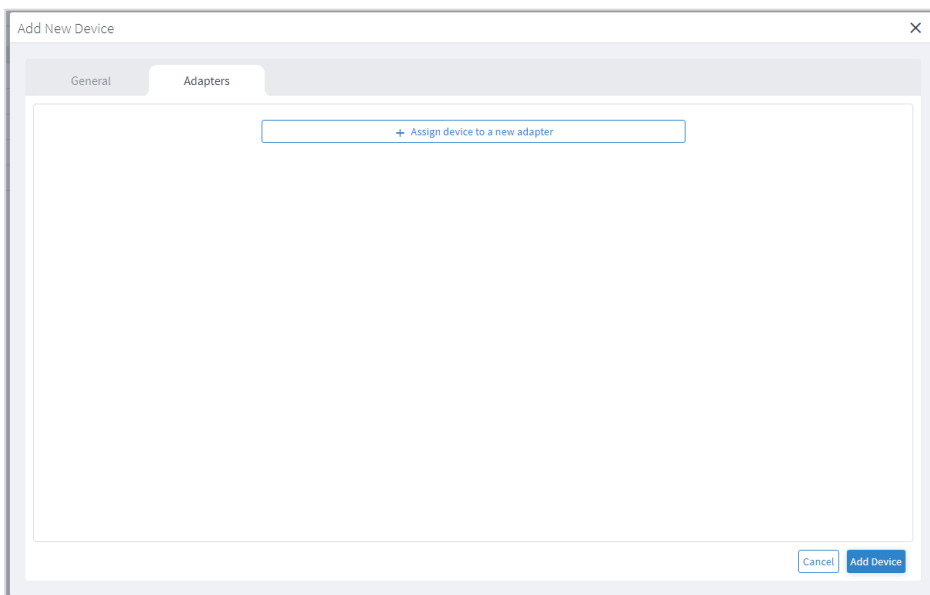 Add New Device
General Adapters
+ Assign device to a new adapter
Cancel Add Device